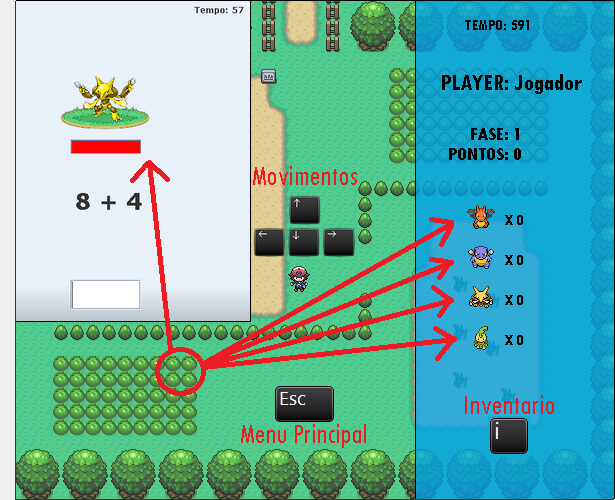 Tempo: 57
8 + 4
Movimentos
↑
← ↓ →
Esc
Menu Principal
TEMPO: 591
PLAYER: Jogador
FASE: 1
PONTOS: 0
X 0
X 0
X 0
X 0
Inventario
i